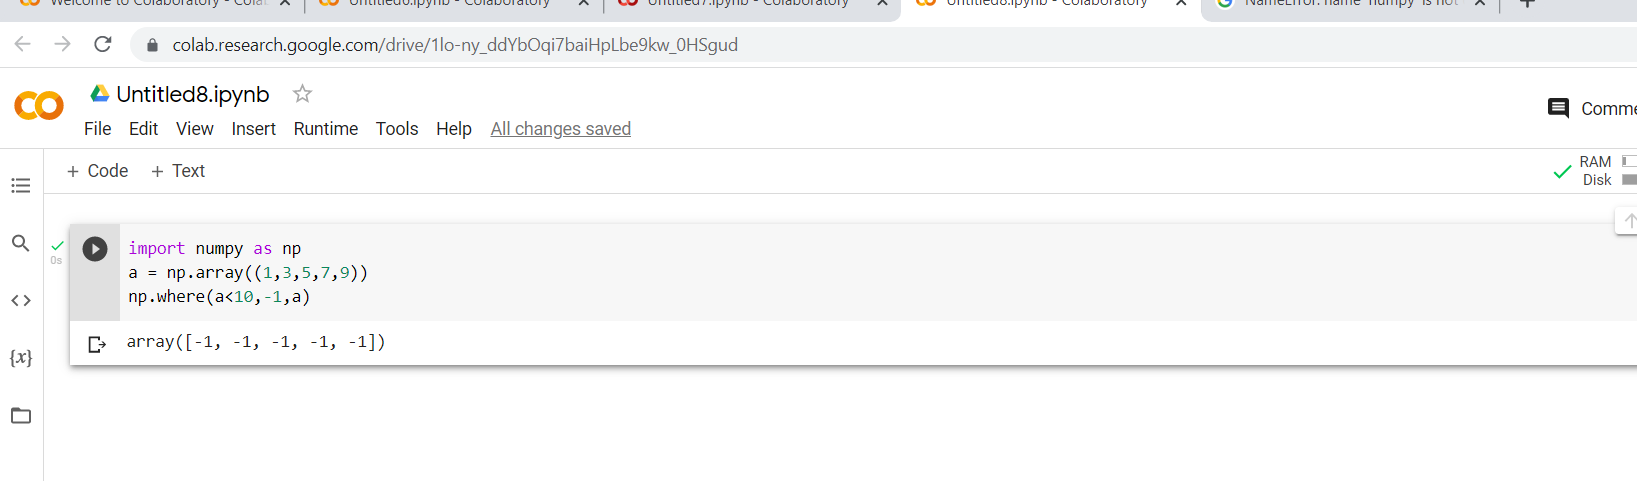 Welcome to Colaboratory - Colab
Untitled6.ipynb - Colaboratory
Untitled7.ipynb - Colaboratory
Untitled8.ipynb - Colaboratory
NameError: name 'numpy' is not
colab.research.google.com/drive/1lo-ny_ddYbOqi7baiHpLbe9kw_0HSgud
Untitled8.ipynb
File Edit View Insert Runtime Tools Help All changes saved
Comme
+ Code + Text
RAM
Disk
0s
import numpy as np
a = np.array((1,3,5,7,9))
np.where(a<10,-1,a)
array([-1, -1, -1, -1, -1])
{x}